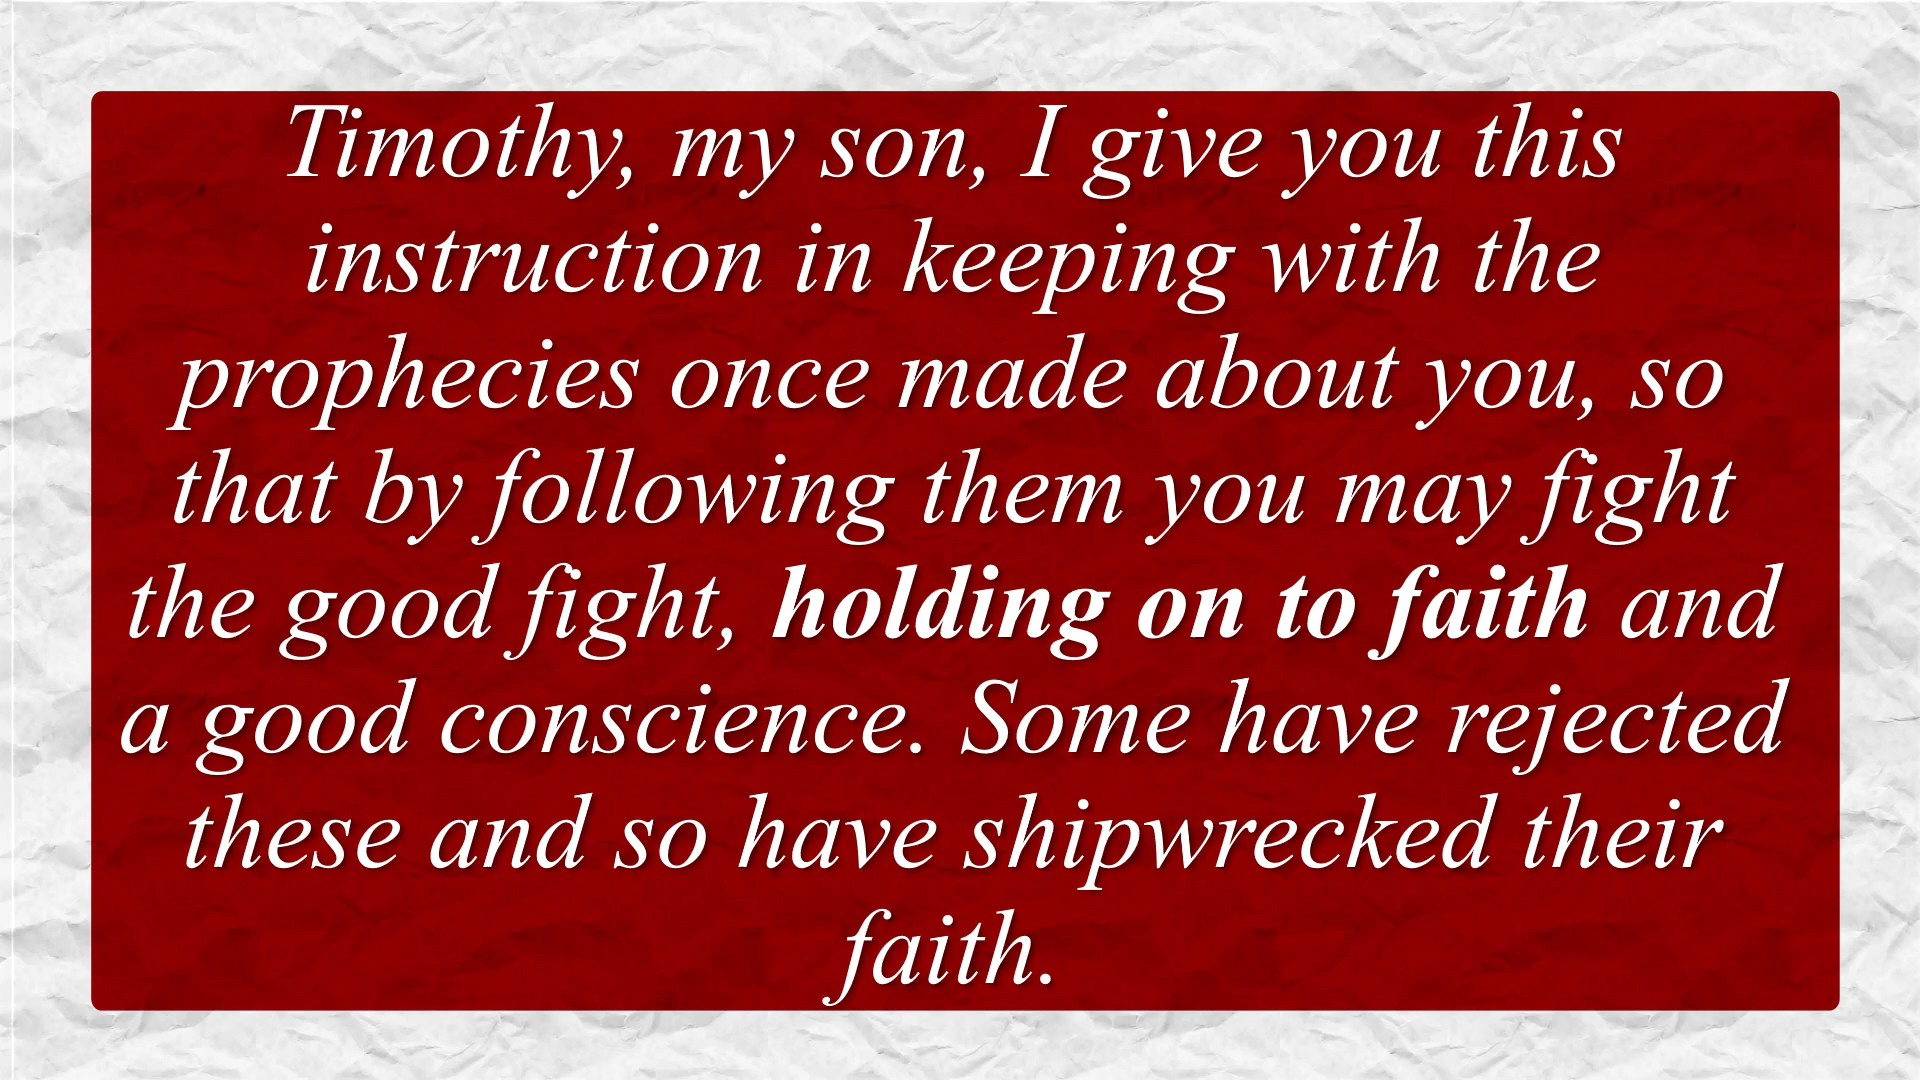 Timothy, my son, I give you this
instruction in keeping with the
prophecies once made about you, so
that by following them you may fight
the good fight, holding on to faith and
a good conscience. Some have rejected
these and so have shipwrecked their
faith.